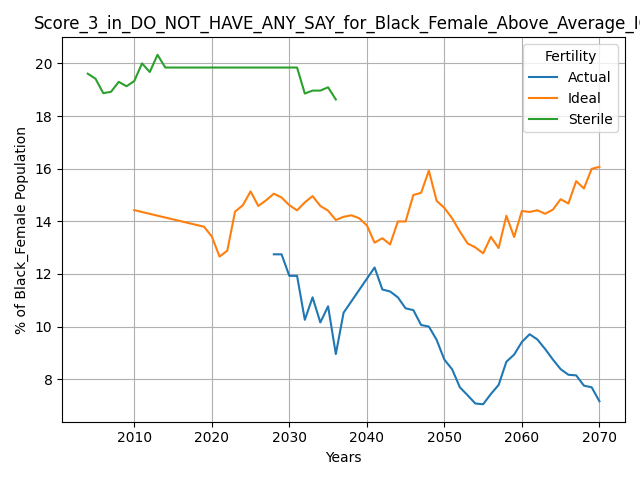 Score_3_in_DO_NOT_HAVE_ANY_SAY_for_Black_Female_Above_Average_I
Fertility
Actual
Ideal
Sterile
% of Black_Female Population
20
18
16
14
12
10
8
2010 2020 2030 2040 2050 2060 2070
Years